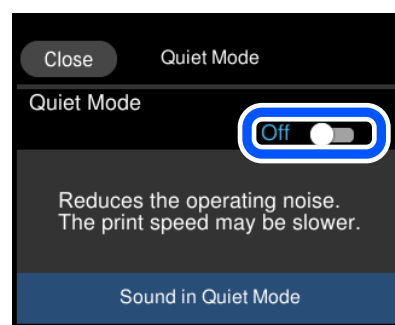 Close
Quiet Mode
Quiet Mode
Off
Reduces the operating noise.
The print speed may be slower.
Sound in Quiet Mode